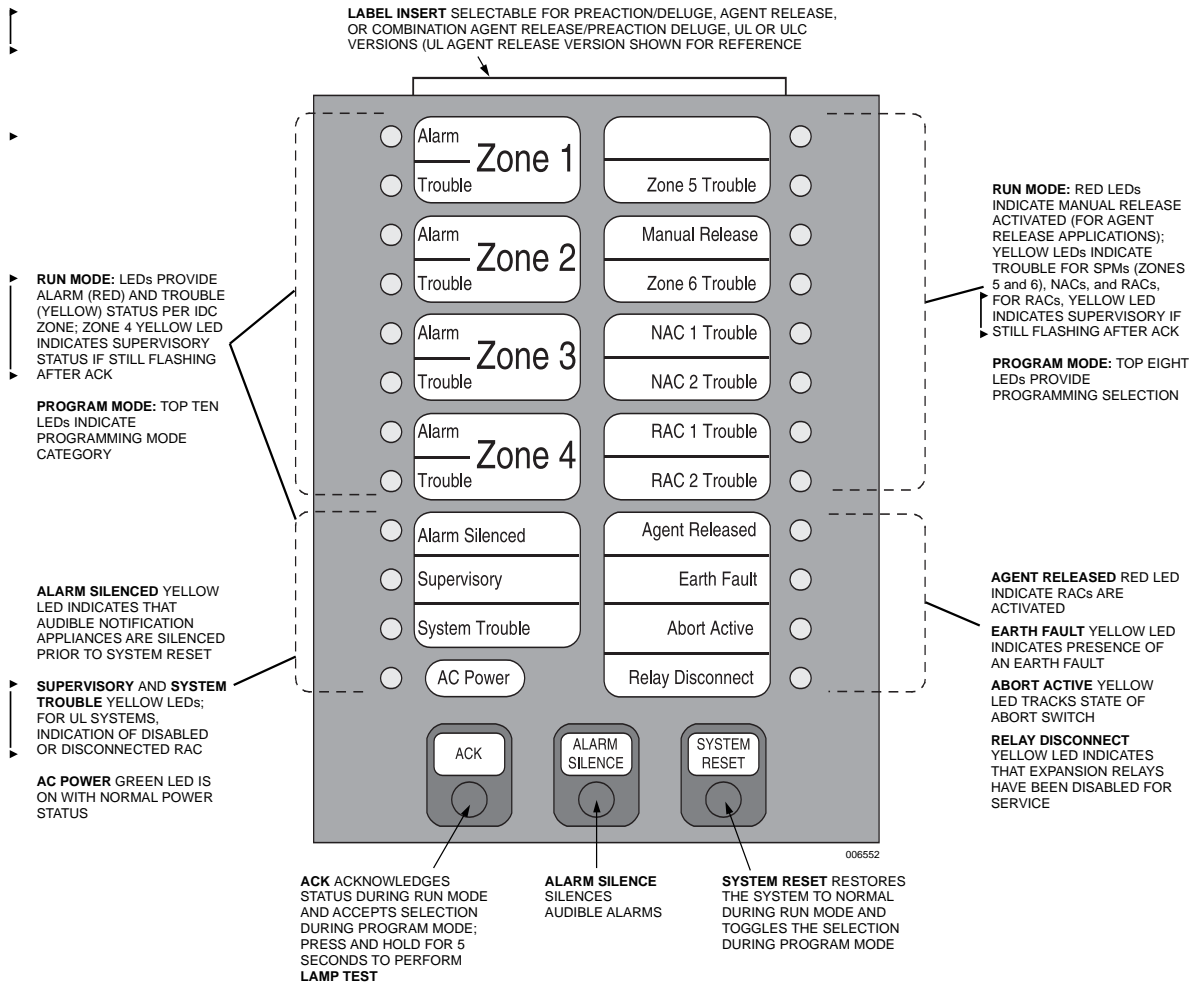 LABEL INSERT SELECTABLE FOR PREACTION/DELUGE, AGENT RELEASE,
OR COMBINATION AGENT RELEASE/PREACTION DELUGE, UL OR ULC
VERSIONS (UL AGENT RELEASE VERSION SHOWN FOR REFERENCE
RUN MODE: LEDs PROVIDE
ALARM (RED) AND TROUBLE
(YELLOW) STATUS PER IDC
ZONE; ZONE 4 YELLOW LED
INDICATES SUPERVISORY
STATUS IF STILL FLASHING
AFTER ACK
PROGRAM MODE: TOP TEN
LEDs INDICATE
PROGRAMMING MODE
CATEGORY
ALARM SILENCED YELLOW
LED INDICATES THAT
AUDIBLE NOTIFICATION
APPLIANCES ARE SILENCED
PRIOR TO SYSTEM RESET
SUPERVISORY AND SYSTEM
TROUBLE YELLOW LEDs;
FOR UL SYSTEMS,
INDICATION OF DISABLED
OR DISCONNECTED RAC
AC POWER GREEN LED IS
ON WITH NORMAL POWER
STATUS
Alarm
Zone 1
Trouble
Alarm
Zone 2
Trouble
Alarm
Zone 3
Trouble
Alarm
Zone 4
Trouble
Alarm Silenced
Supervisory
System Trouble
AC Power
Zone 5 Trouble
Manual Release
Zone 6 Trouble
NAC 1 Trouble
NAC 2 Trouble
RAC 1 Trouble
RAC 2 Trouble
Agent Released
Earth Fault
Abort Active
Relay Disconnect
ACK
ALARM
SILENCE
SYSTEM
RESET
RUN MODE: RED LEDs
INDICATE MANUAL RELEASE
ACTIVATED (FOR AGENT
RELEASE APPLICATIONS);
YELLOW LEDs INDICATE
TROUBLE FOR SPMs (ZONES
5 and 6), NACs, and RACs,
FOR RACs, YELLOW LED
INDICATES SUPERVISORY IF
STILL FLASHING AFTER ACK
PROGRAM MODE: TOP EIGHT
LEDs PROVIDE
PROGRAMMING SELECTION
AGENT RELEASED RED LED
INDICATE RACs ARE
ACTIVATED
EARTH FAULT YELLOW LED
INDICATES PRESENCE OF
AN EARTH FAULT
ABORT ACTIVE YELLOW
LED TRACKS STATE OF
ABORT SWITCH
RELAY DISCONNECT
YELLOW LED INDICATES
THAT EXPANSION RELAYS
HAVE BEEN DISABLED FOR
SERVICE
006552
ACK ACKNOWLEDGES
STATUS DURING RUN MODE
AND ACCEPTS SELECTION
DURING PROGRAM MODE;
PRESS AND HOLD FOR 5
SECONDS TO PERFORM
LAMP TEST
ALARM SILENCE
SILENCES
AUDIBLE ALARMS
SYSTEM RESET RESTORES
THE SYSTEM TO NORMAL
DURING RUN MODE AND
TOGGLES THE SELECTION
DURING PROGRAM MODE